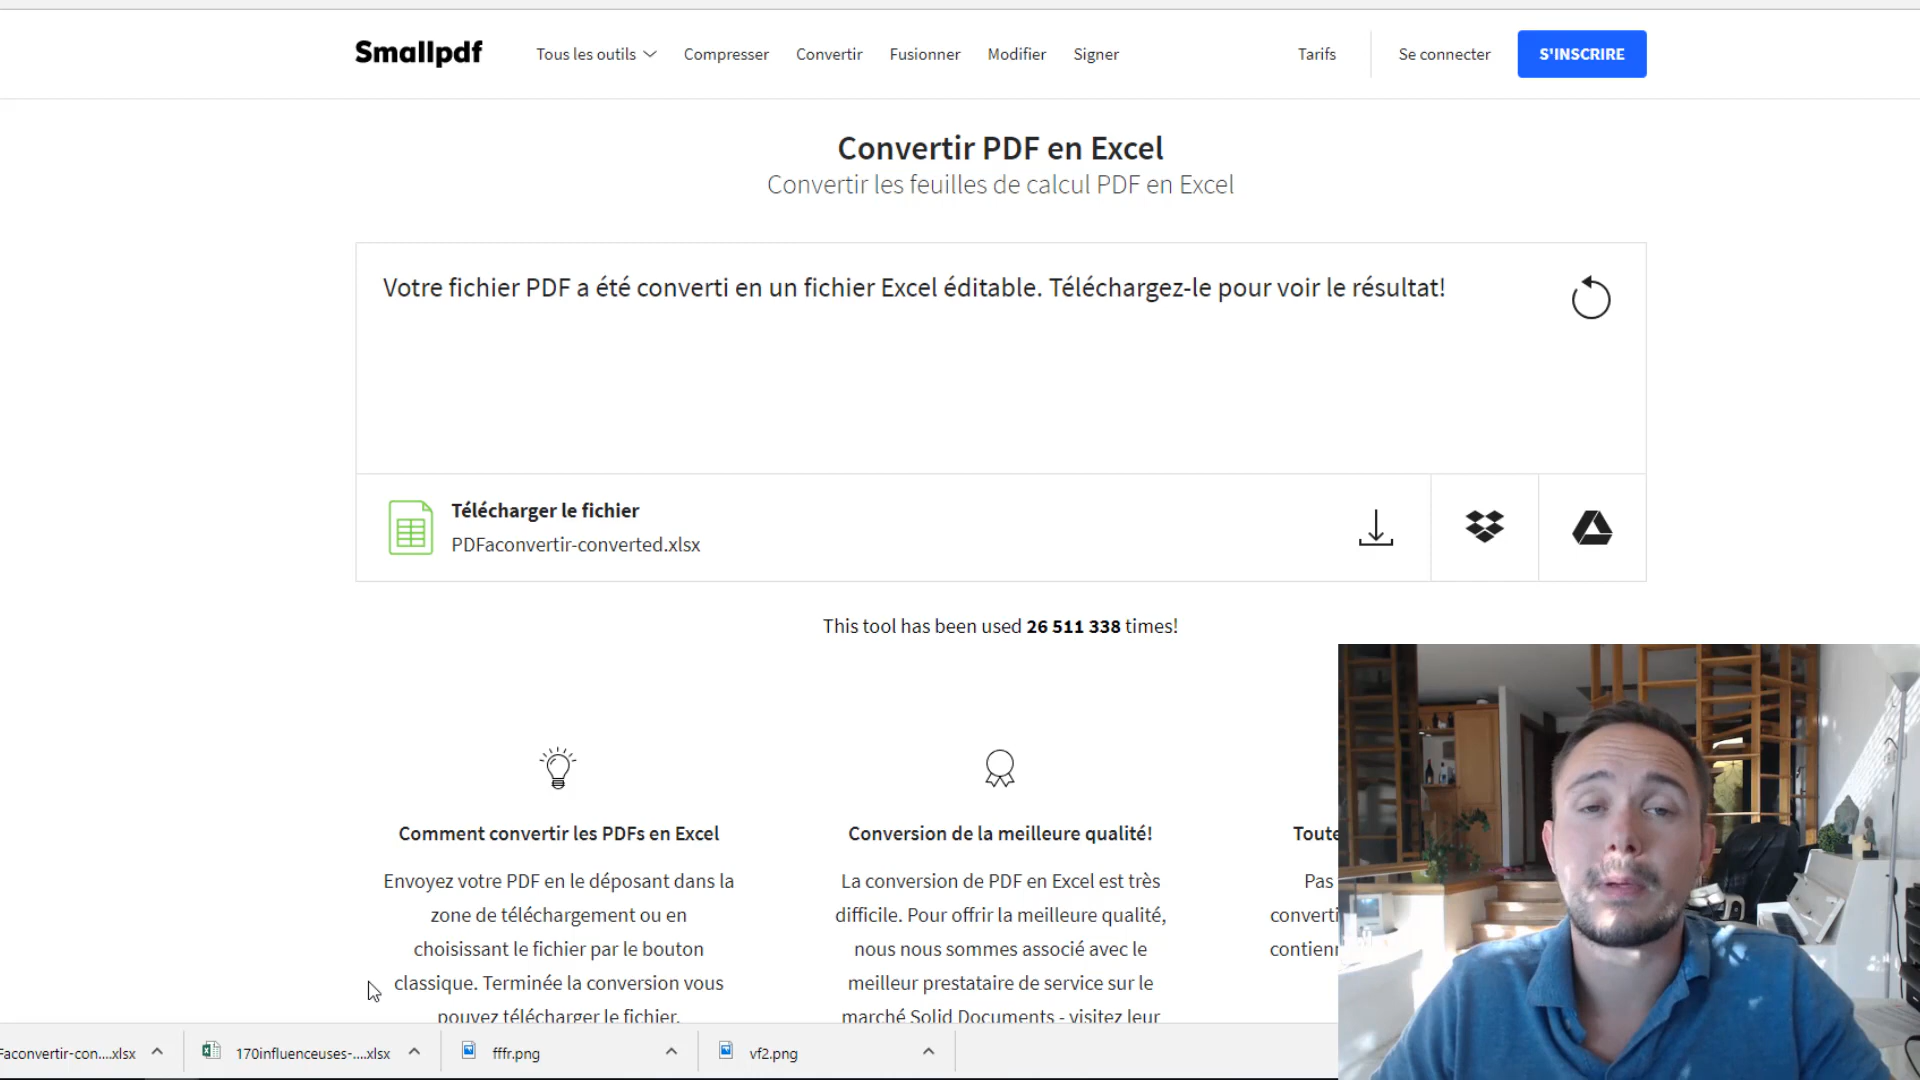 Smallpdf
Tous les outils
Compresser
Convertir
Fusionner
Modifier
Signer
Tarifs
Se connecter
S'INSCRIRE
Convertir PDF en Excel
Convertir les feuilles de calcul PDF en Excel
Votre fichier PDF a été converti en un fichier Excel éditable. Téléchargez-le pour voir le résultat!
Télécharger le fichier
PDFaconvertir-converted.xlsx
This tool has been used 26 511 338 times!
Comment convertir les PDFs en Excel
Envoyez votre PDF en le déposant dans la
zone de téléchargement ou en
choisissant le fichier par le bouton
classique. Terminée la conversion vous
pouvez télécharger le fichier.
Conversion de la meilleure qualité!
La conversion de PDF en Excel est très
difficile. Pour offrir la meilleure qualité,
nous nous sommes associé avec le
meilleur prestataire de service sur le
marché Solid Documents - visitez leur
Toute
Pas
converti
contienn
Faconvertir-con....xlsx
170influenceuses-....xlsx
fffr.png
vf2.png